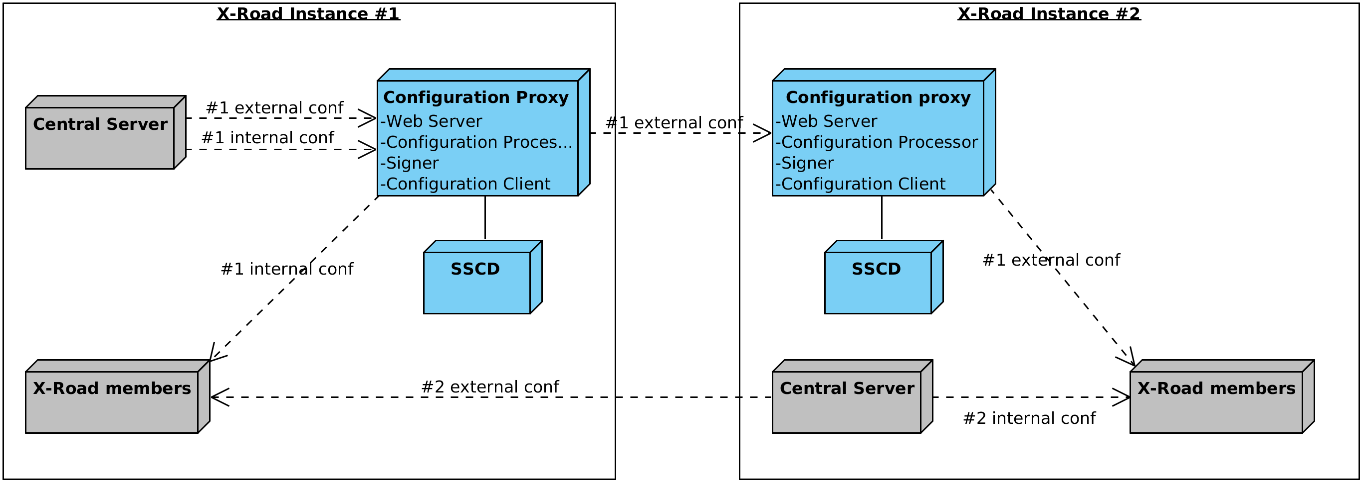 X-Road Instance #1
Central Server
#1 external conf
#1 internal conf
Configuration Proxy
-Web Server
-Configuration Proces...
-Signer
-Configuration Client
#1 internal conf
SSCD
X-Road members
#1 external conf
#2 external conf
X-Road Instance #2
Configuration proxy
-Web Server
-Configuration Processor
-Signer
-Configuration Client
SSCD
#1 external conf
Central Server
#2 internal conf
X-Road members